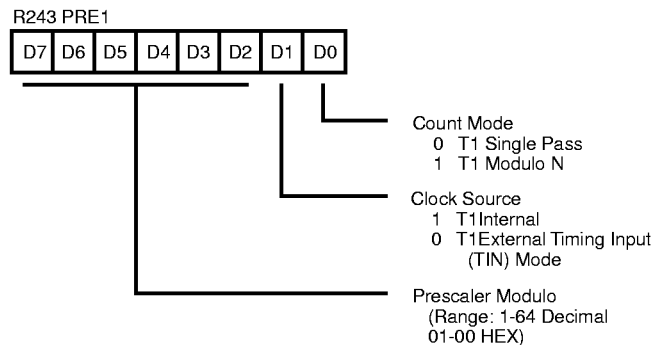 R243 PRE1
D7 D6 D5 D4 D3 D2 D1 D0
Count Mode
0 T1 Single Pass
1 T1 Modulo N
Clock Source
1 T1Internal
0 T1External Timing Input
(TIN) Mode
Prescaler Modulo
(Range: 1-64 Decimal
01-00 HEX)